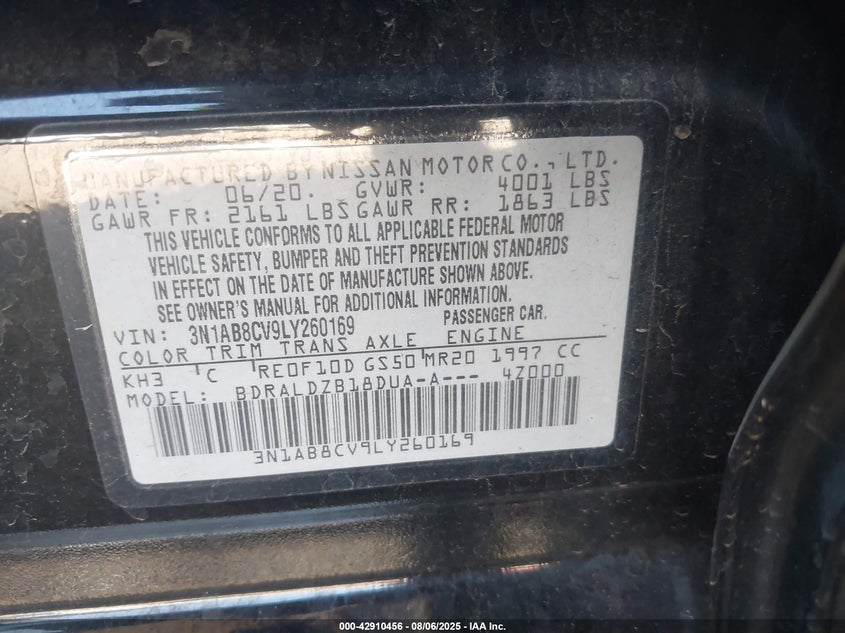 MANUFACTURED BY NISSAN MOTOR CO., LTD.
DATE: 06/20. GVWR: 4001 LBS
GAWR FR: 2161 LBS GAWR RR: 1863 LBS
THIS VEHICLE CONFORMS TO ALL APPLICABLE FEDERAL MOTOR
VEHICLE SAFETY, BUMPER AND THEFT PREVENTION STANDARDS
IN EFFECT ON THE DATE OF MANUFACTURE SHOWN ABOVE.
SEE OWNER'S MANUAL FOR ADDITIONAL INFORMATION.
VIN: 3N1AB8CV9LY260169 PASSENGER CAR.
COLOR TRIM TRANS AXLE ENGINE
KH3 C RE0F10D GS50 MR20 1997 CC
MODEL: BDRALDZB18DUA-A--- 4Z000
3N1AB8CV9LY260169
000-42910456 - 08/06/2025 - IAA Inc.